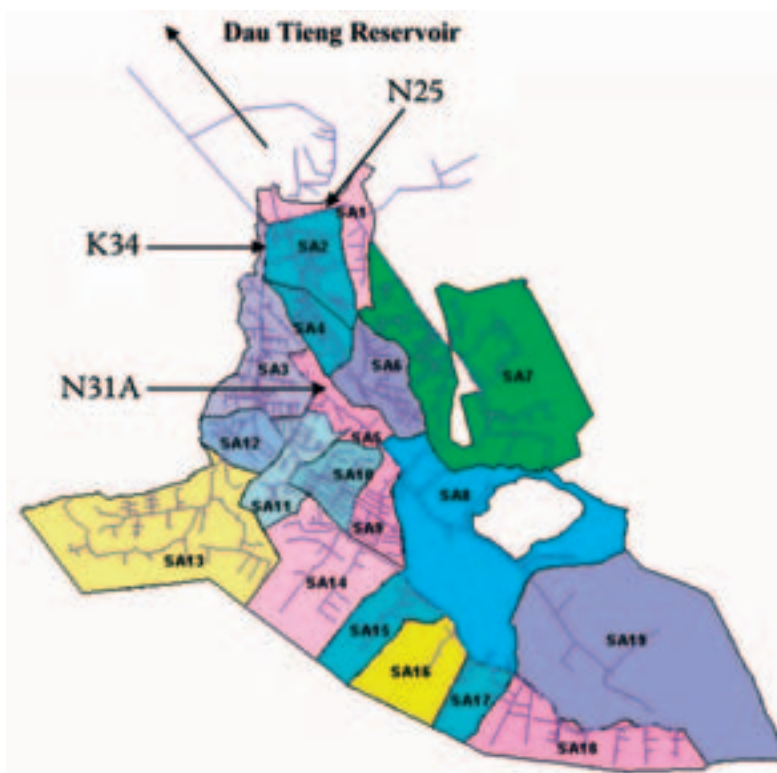 Dau Tieng Reservoir
N25
SA1
K34
SA2
SA4
SA6
SA3
SA7
N31A
SA5
SA12
SA10
SA8
SA11
SA9
SA13
SA14
SA15
SA19
SA16
SA17
SA18